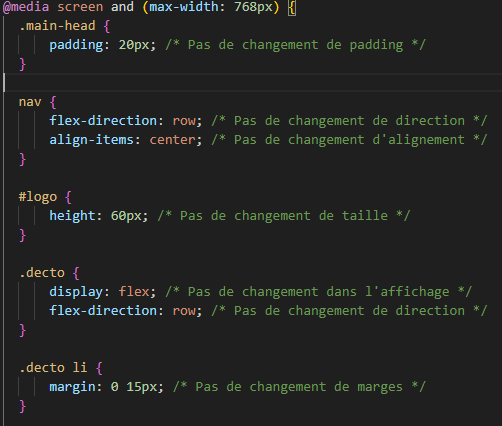 @media screen and (max-width: 768px) {
.main-head {
padding: 20px; /* Pas de changement de padding */
}
nav {
flex-direction: row; /* Pas de changement de direction */
align-items: center; /* Pas de changement d'alignement */
}
#logo {
height: 60px; /* Pas de changement de taille */
}
.decto {
display: flex; /* Pas de changement dans l'affichage */
flex-direction: row; /* Pas de changement de direction */
}
.decto li {
margin: 0 15px; /* Pas de changement de marges */
}